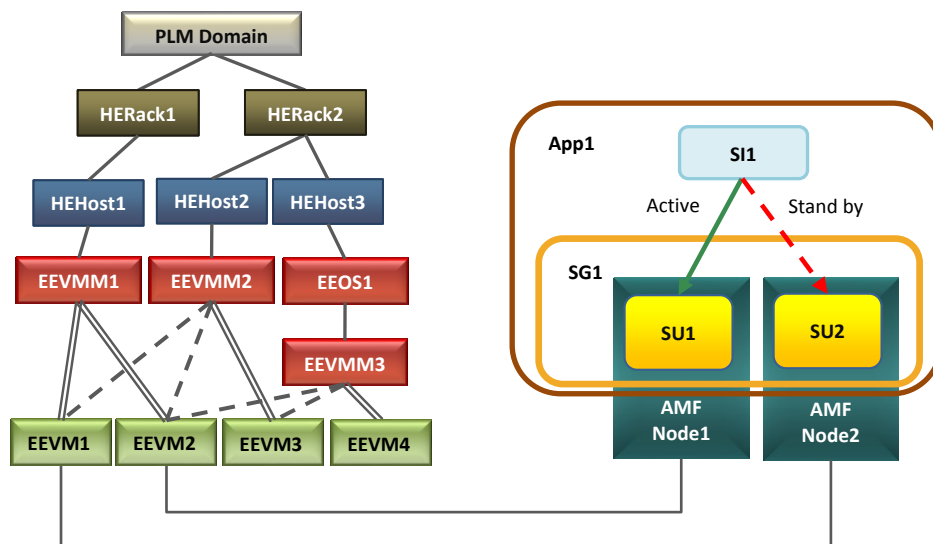 PLM Domain
HERack1
HERack2
HEHost1
HEHost2
HEHost3
EEVMM1
EEVMM2
EEOS1
EEVMM3
EEVM1
EEVM2
EEVM3
EEVM4
App1
SI1
Active
Stand by
SG1
SU1
SU2
AMF
Node1
AMF
Node2